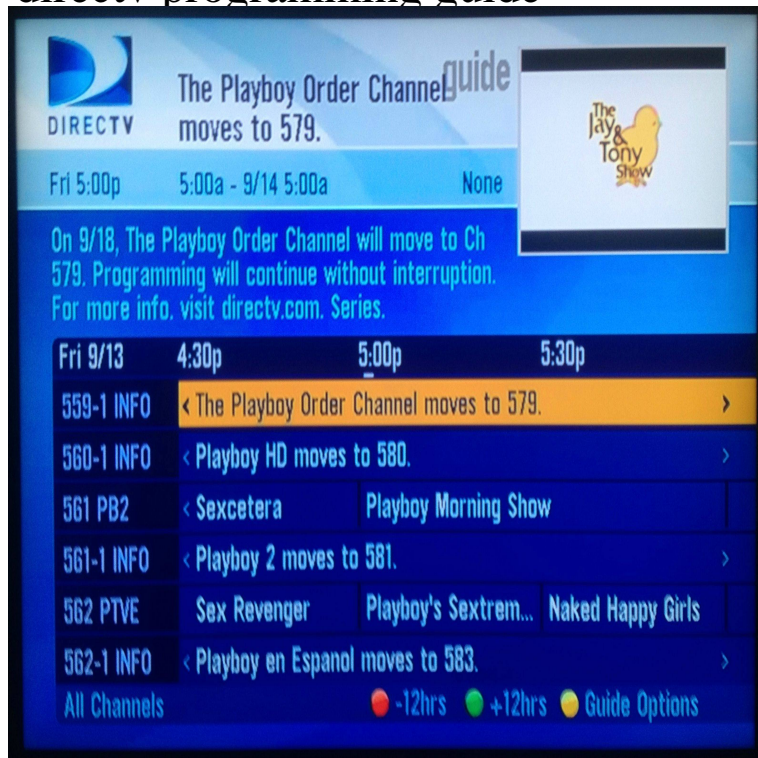 directv programming guide
DIRECTV
guide
The Playboy Order Channel
moves to 579.
The
Jay
&
Tony
Show
Fri 5:00p 5:00a - 9/14 5:00a None
On 9/18, The Playboy Order Channel will move to Ch
579. Programming will continue without interruption.
For more info. visit directv.com. Series.
Fri 9/13 4:30p 5:00p 5:30p
559-1 INFO < The Playboy Order Channel moves to 579. >
560-1 INFO < Playboy HD moves to 580. >
561 PB2 < Sexcetera Playboy Morning Show
561-1 INFO < Playboy 2 moves to 581. >
562 PTVE Sex Revenger Playboy's Sextrem... Naked Happy Girls
562-1 INFO < Playboy en Espanol moves to 583. >
All Channels -12hrs +12hrs Guide Options